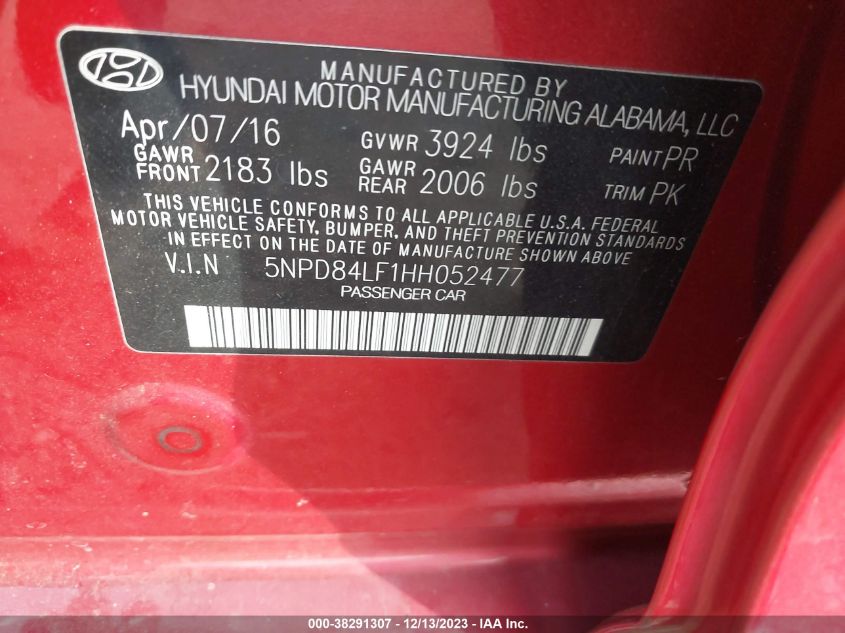 MANUFACTURED BY
HYUNDAI MOTOR MANUFACTURING ALABAMA, LLC
Apr/07/16 GVWR 3924 lbs PAINT PR
GAWR FRONT 2183 lbs GAWR REAR 2006 lbs TRIM PK
THIS VEHICLE CONFORMS TO ALL APPLICABLE U.S.A. FEDERAL
MOTOR VEHICLE SAFETY, BUMPER, AND THEFT PREVENTION STANDARDS
IN EFFECT ON THE DATE OF MANUFACTURE SHOWN ABOVE
V.I.N 5NPD84LF1HH052477
PASSENGER CAR
000-38291307 - 12/13/2023 - IAA Inc.